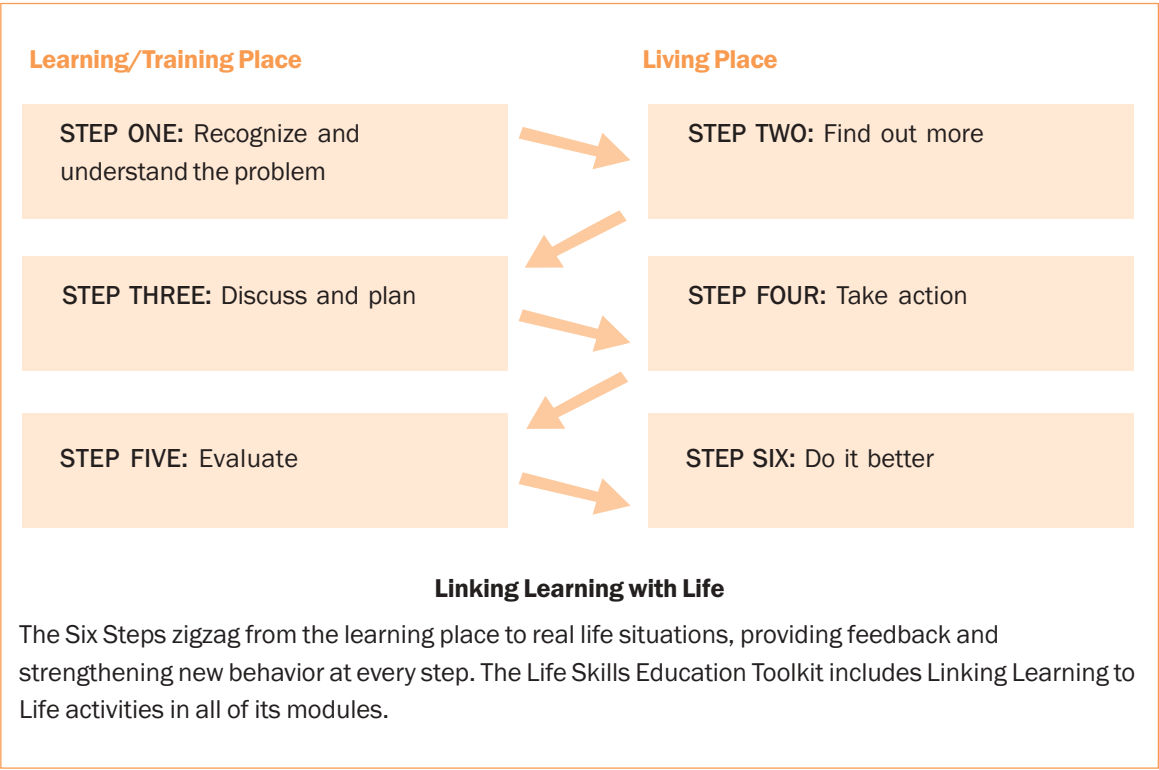 Learning/Training Place
Living Place
STEP ONE: Recognize and
understand the problem
STEP TWO: Find out more
STEP THREE: Discuss and plan
STEP FOUR: Take action
STEP FIVE: Evaluate
STEP SIX: Do it better
Linking Learning with Life
The Six Steps zigzag from the learning place to real life situations, providing feedback and
strengthening new behavior at every step. The Life Skills Education Toolkit includes Linking Learning to
Life activities in all of its modules.